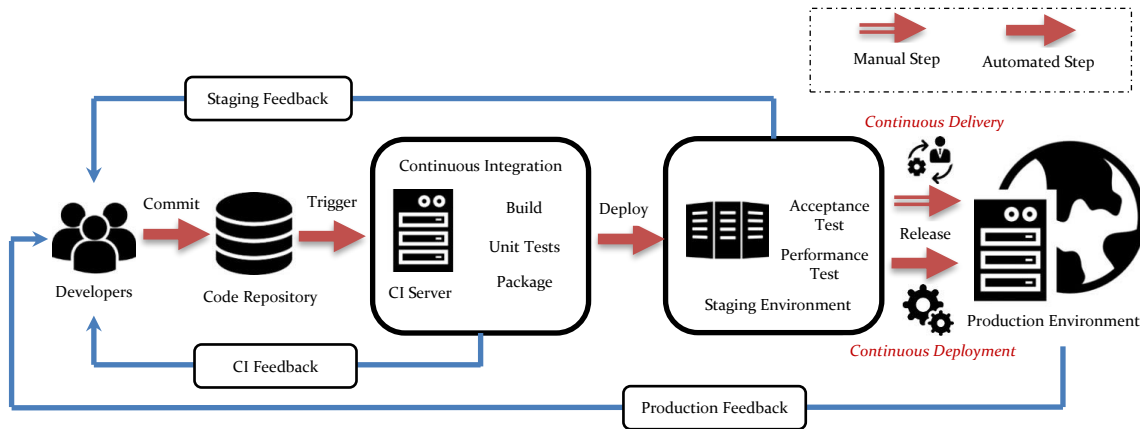 Manual Step
Automated Step
Staging Feedback
Continuous Delivery
Continuous Integration
Commit
Trigger
Build
Deploy
Acceptance
Test
Unit Tests
Release
Performance
Test
Package
Developers
Code Repository
CI Server
Staging Environment
Production Environment
Continuous Deployment
CI Feedback
Production Feedback